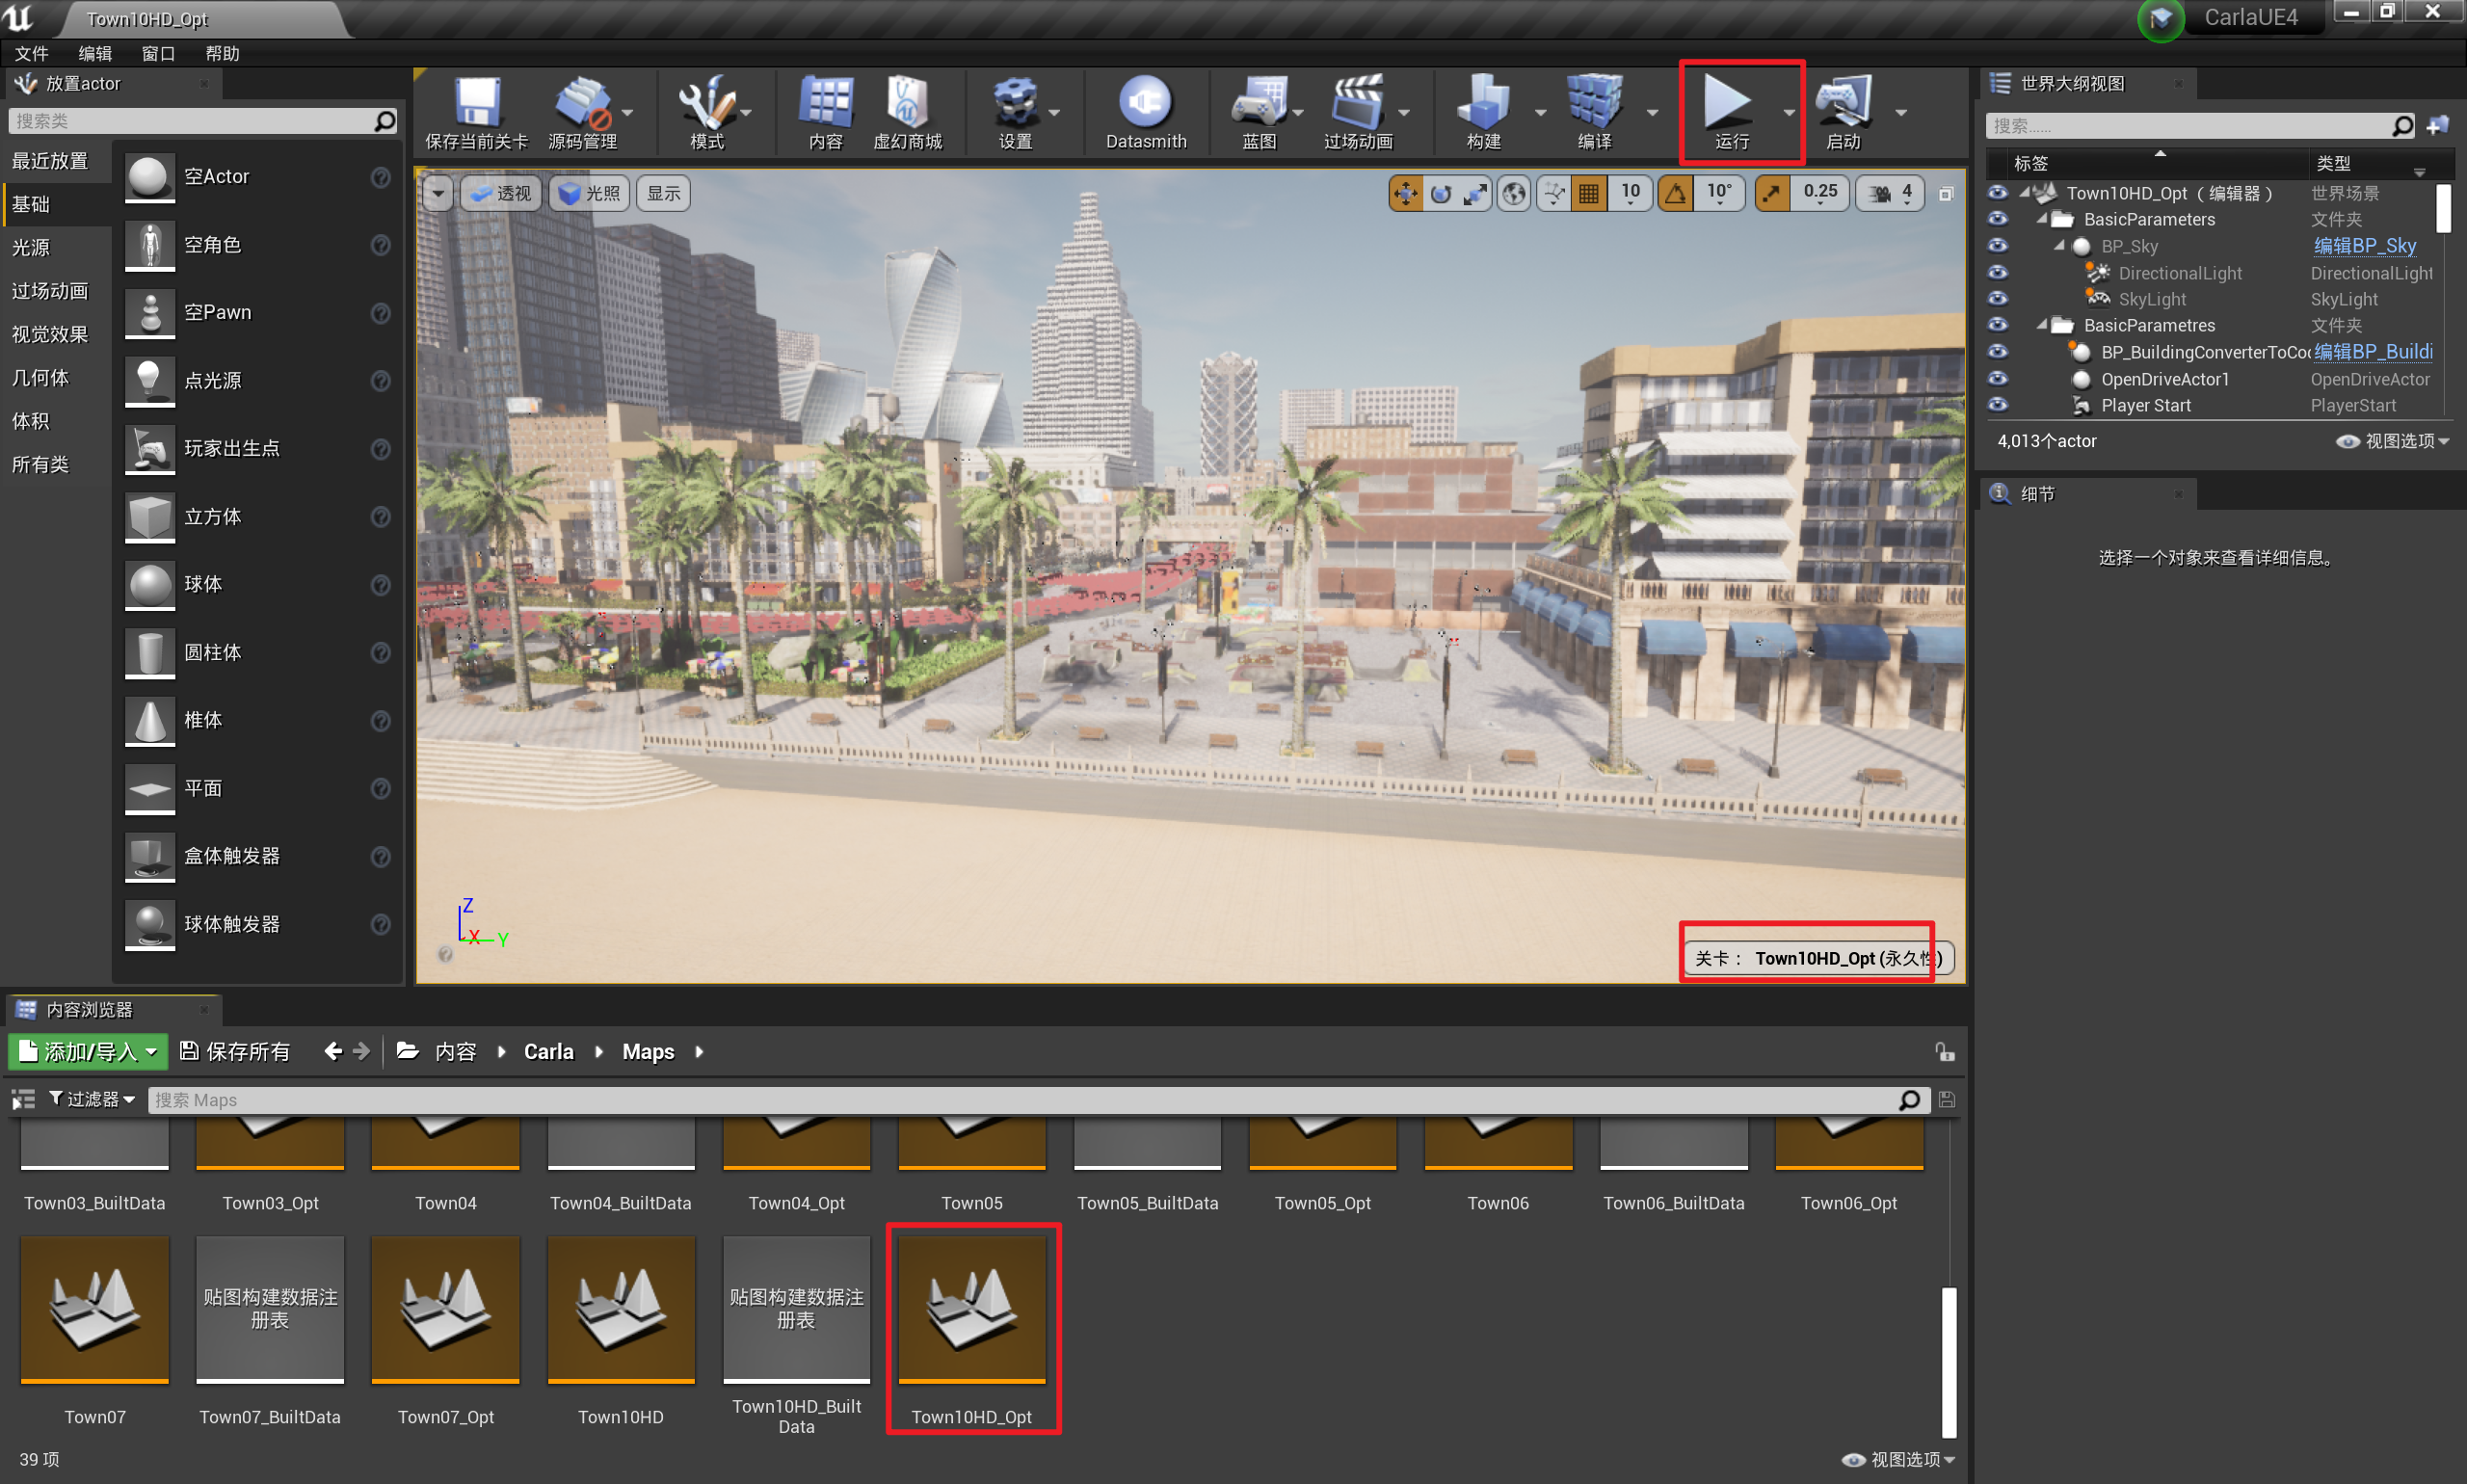 Town10HD_Opt
CarlaUE4
文件 编辑 窗口 帮助
放置actor
搜索类
最近放置
基础
光源
过场动画
视觉效果
几何体
体积
所有类
空Actor
空角色
空Pawn
点光源
玩家出生点
立方体
球体
圆柱体
椎体
平面
盒体触发器
球体触发器
保存当前关卡 源码管理 模式 内容 虚幻商城 设置 Datasmith 蓝图 过场动画 构建 编译 运行 启动
透视 光照 显示
10 10° 0.25 4
Z
X Y
关卡： Town10HD_Opt (永久性)
世界大纲视图
搜索......
标签 类型
Town10HD_Opt（编辑器） 世界场景
BasicParameters 文件夹
BP_Sky 编辑BP_Sky
DirectionalLight DirectionalLight
SkyLight SkyLight
BasicParametres 文件夹
BP_BuildingConverterToCoo 编辑BP_Buildi
OpenDriveActor1 OpenDriveActor
Player Start PlayerStart
4,013个actor 视图选项
细节
选择一个对象来查看详细信息。
内容浏览器
添加/导入 保存所有 内容 Carla Maps
过滤器 搜索 Maps
Town03_BuiltData Town03_Opt Town04 Town04_BuiltData Town04_Opt Town05 Town05_BuiltData Town05_Opt Town06 Town06_BuiltData Town06_Opt
贴图构建数据注
册表
贴图构建数据注
册表
Town07 Town07_BuiltData Town07_Opt Town10HD Town10HD_Built
Data Town10HD_Opt
39 项 视图选项